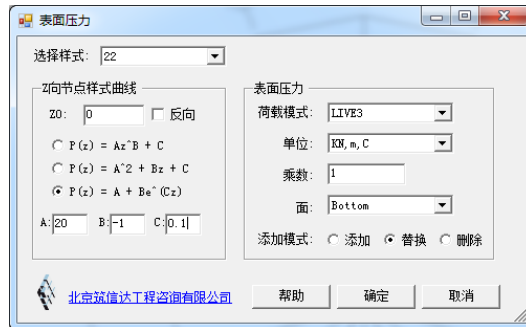 表面压力
选择样式: 22
Z向节点样式曲线
Z0: 0 反向
P(z) = Az^B + C
P(z) = A^2 + Bz + C
P(z) = A + Be^(Cz)
A: 20 B: -1 C: 0.1
表面压力
荷载模式: LIVE3
单位: KN,m,C
乘数: 1
面: Bottom
添加模式: 添加 替换 删除
北京筑信达工程咨询有限公司
帮助 确定 取消